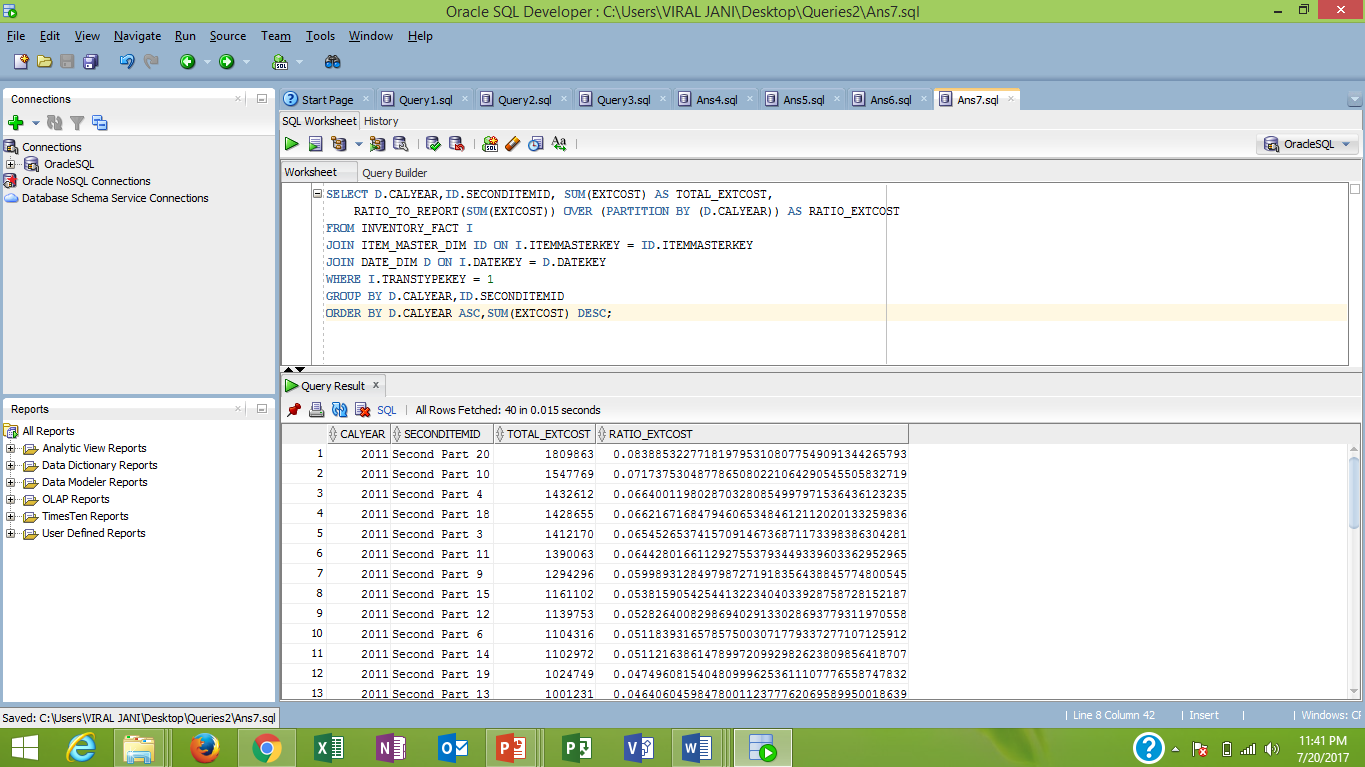 Oracle SQL Developer : C:\Users\VIRAL JANI\Desktop\Queries2\Ans7.sql
File Edit View Navigate Run Source Team Tools Window Help
Connections
Connections
OracleSQL
Oracle NoSQL Connections
Database Schema Service Connections
Reports
All Reports
Analytic View Reports
Data Dictionary Reports
Data Modeler Reports
OLAP Reports
TimesTen Reports
User Defined Reports
Start Page Query1.sql Query2.sql Query3.sql Ans4.sql Ans5.sql Ans6.sql Ans7.sql
SQL Worksheet History
OracleSQL
Worksheet Query Builder
SELECT D.CALYEAR,ID.SECONDITEMID, SUM(EXTCOST) AS TOTAL_EXTCOST,
RATIO_TO_REPORT(SUM(EXTCOST)) OVER (PARTITION BY (D.CALYEAR)) AS RATIO_EXTCOST
FROM INVENTORY_FACT I
JOIN ITEM_MASTER_DIM ID ON I.ITEMMASTERKEY = ID.ITEMMASTERKEY
JOIN DATE_DIM D ON I.DATEKEY = D.DATEKEY
WHERE I.TRANSTYPEKEY = 1
GROUP BY D.CALYEAR,ID.SECONDITEMID
ORDER BY D.CALYEAR ASC,SUM(EXTCOST) DESC;
Query Result
SQL | All Rows Fetched: 40 in 0.015 seconds
CALYEAR SECONDITEMID TOTAL_EXTCOST RATIO_EXTCOST
1 2011 Second Part 20 1809863 0.0838853227718197953108077549091344265793
2 2011 Second Part 10 1547769 0.0717375304877865080221064290545505832719
3 2011 Second Part 4 1432612 0.0664001198028703280854997971536436123235
4 2011 Second Part 18 1428655 0.0662167168479460653484612112020133259836
5 2011 Second Part 3 1412170 0.0654526537415709146736871173398386304281
6 2011 Second Part 11 1390063 0.0644280166112927553793449339603362952965
7 2011 Second Part 9 1294296 0.0599893128497987271918356438845774800545
8 2011 Second Part 15 1161102 0.0538159054254413223404033928758728152187
9 2011 Second Part 12 1139753 0.0528264008298694029133028693779311970558
10 2011 Second Part 6 1104316 0.0511839316578575003071779337277107125912
11 2011 Second Part 14 1102972 0.0511216386147899720992982623809856418707
12 2011 Second Part 19 1024749 0.0474960815404809996253611107776558747832
13 2011 Second Part 13 1001231 0.0464060459847800112377762069589950018639
Saved: C:\Users\VIRAL JANI\Desktop\Queries2\Ans7.sql
| Line 8 Column 42 | Insert | | Windows: CF
11:41 PM
7/20/2017